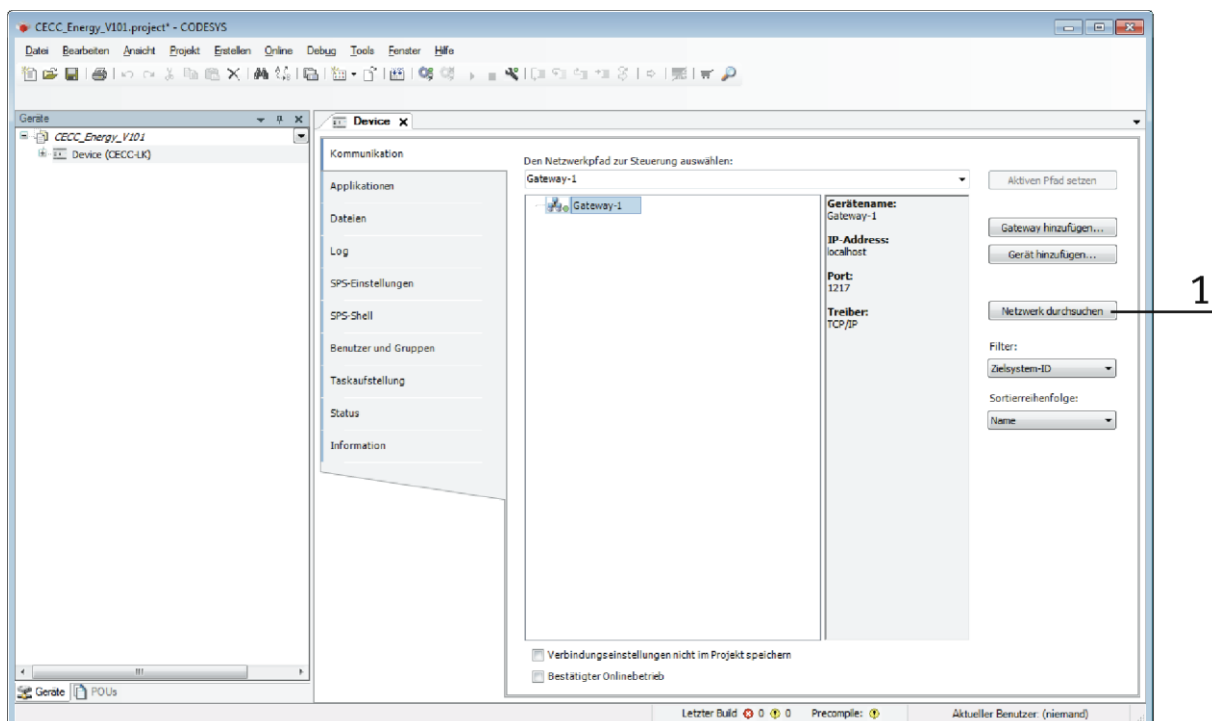 CECC_Energy_V101.project* - CODESYS
Datei Bearbeiten Ansicht Projekt Erstellen Online Debug Tools Fenster Hilfe
Geräte
CECC_Energy_V101
Device (CECC-LK)
Geräte POUs
Device
Kommunikation
Applikationen
Dateien
Log
SPS-Einstellungen
SPS-Shell
Benutzer und Gruppen
Taskaufstellung
Status
Information
Den Netzwerkpfad zur Steuerung auswählen:
Gateway-1
Gateway-1
Gerätename:
Gateway-1
IP-Address:
localhost
Port:
1217
Treiber:
TCP/IP
Aktiven Pfad setzen
Gateway hinzufügen...
Gerät hinzufügen...
Netzwerk durchsuchen
1
Filter:
Zielsystem-ID
Sortierreihenfolge:
Name
Verbindungseinstellungen nicht im Projekt speichern
Bestätigter Onlinebetrieb
Letzter Build 0 0 Precompile: Aktueller Benutzer: (niemand)